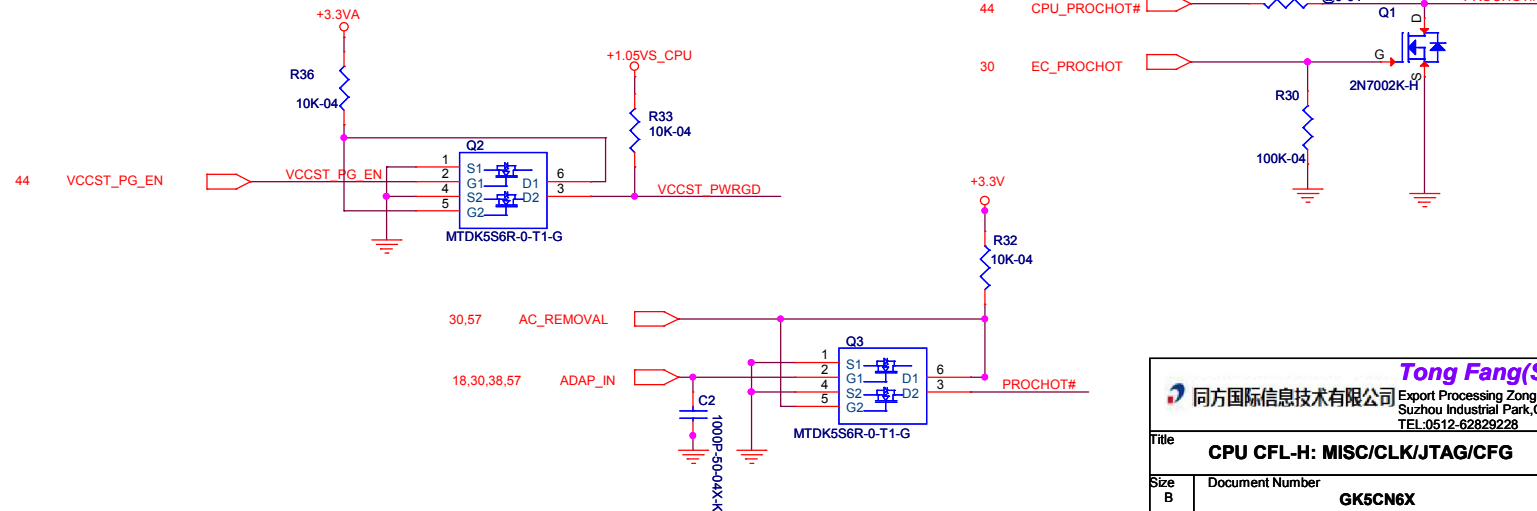 +3.3VA
R36
10K-04
+1.05VS_CPU
R33
10K-04
44 VCCST_PG_EN
VCCST_PG_EN
Q2
1 S1
2 G1
4 S2
5 G2
D1 6
D2 3
MTDK5S6R-0-T1-G
VCCST_PWRGD
44 CPU_PROCHOT#
Q1
D
G
S
30 EC_PROCHOT
2N7002K-H
R30
100K-04
+3.3V
R32
10K-04
30,57 AC_REMOVAL
18,30,38,57 ADAP_IN
C2
1000P-50-04X-K
Q3
1 S1
2 G1
4 S2
5 G2
D1 6
D2 3
MTDK5S6R-0-T1-G
PROCHOT#
同方国际信息技术有限公司
Tong Fang(S
Export Processing Zong
Suzhou Industrial Park,
TEL:0512-62829228
Title
CPU CFL-H: MISC/CLK/JTAG/CFG
Size
B
Document Number
GK5CN6X